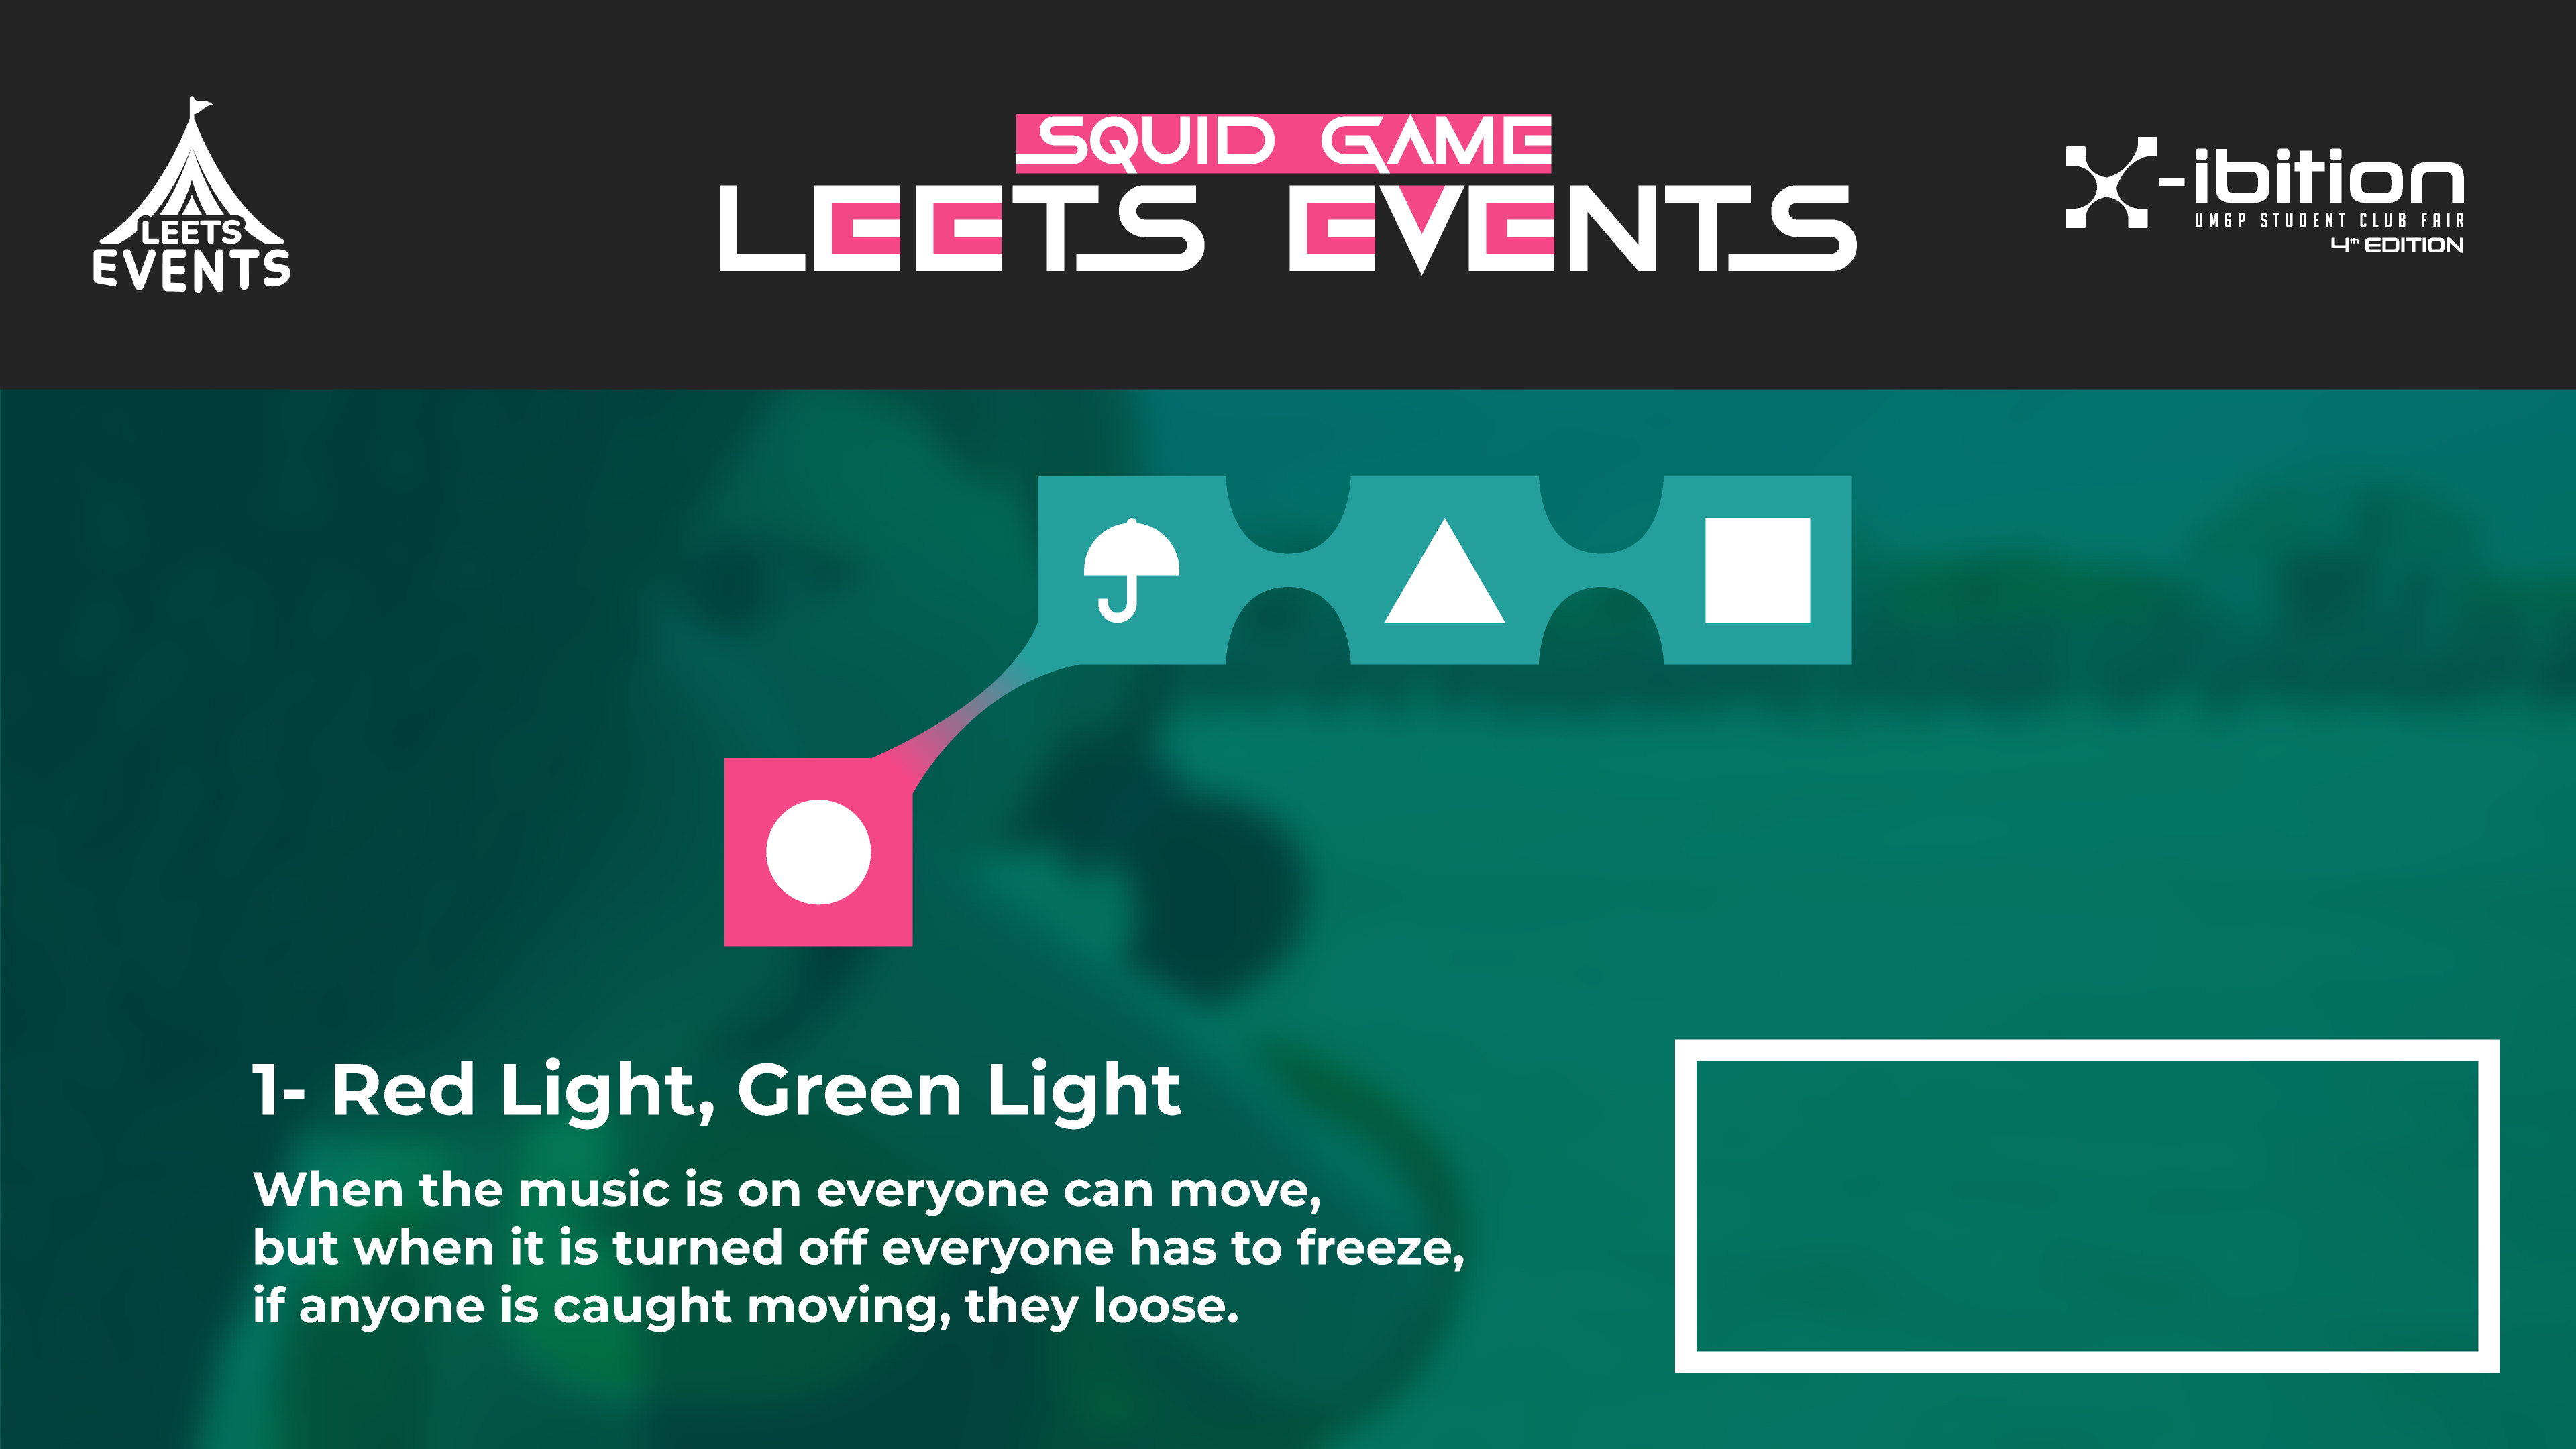 LEETS
EVENTS
SQUID GAME
LEETS EVENTS
X-ibition
UM6P STUDENT CLUB FAIR
4th EDITION
1- Red Light, Green Light
When the music is on everyone can move,
but when it is turned off everyone has to freeze,
if anyone is caught moving, they loose.